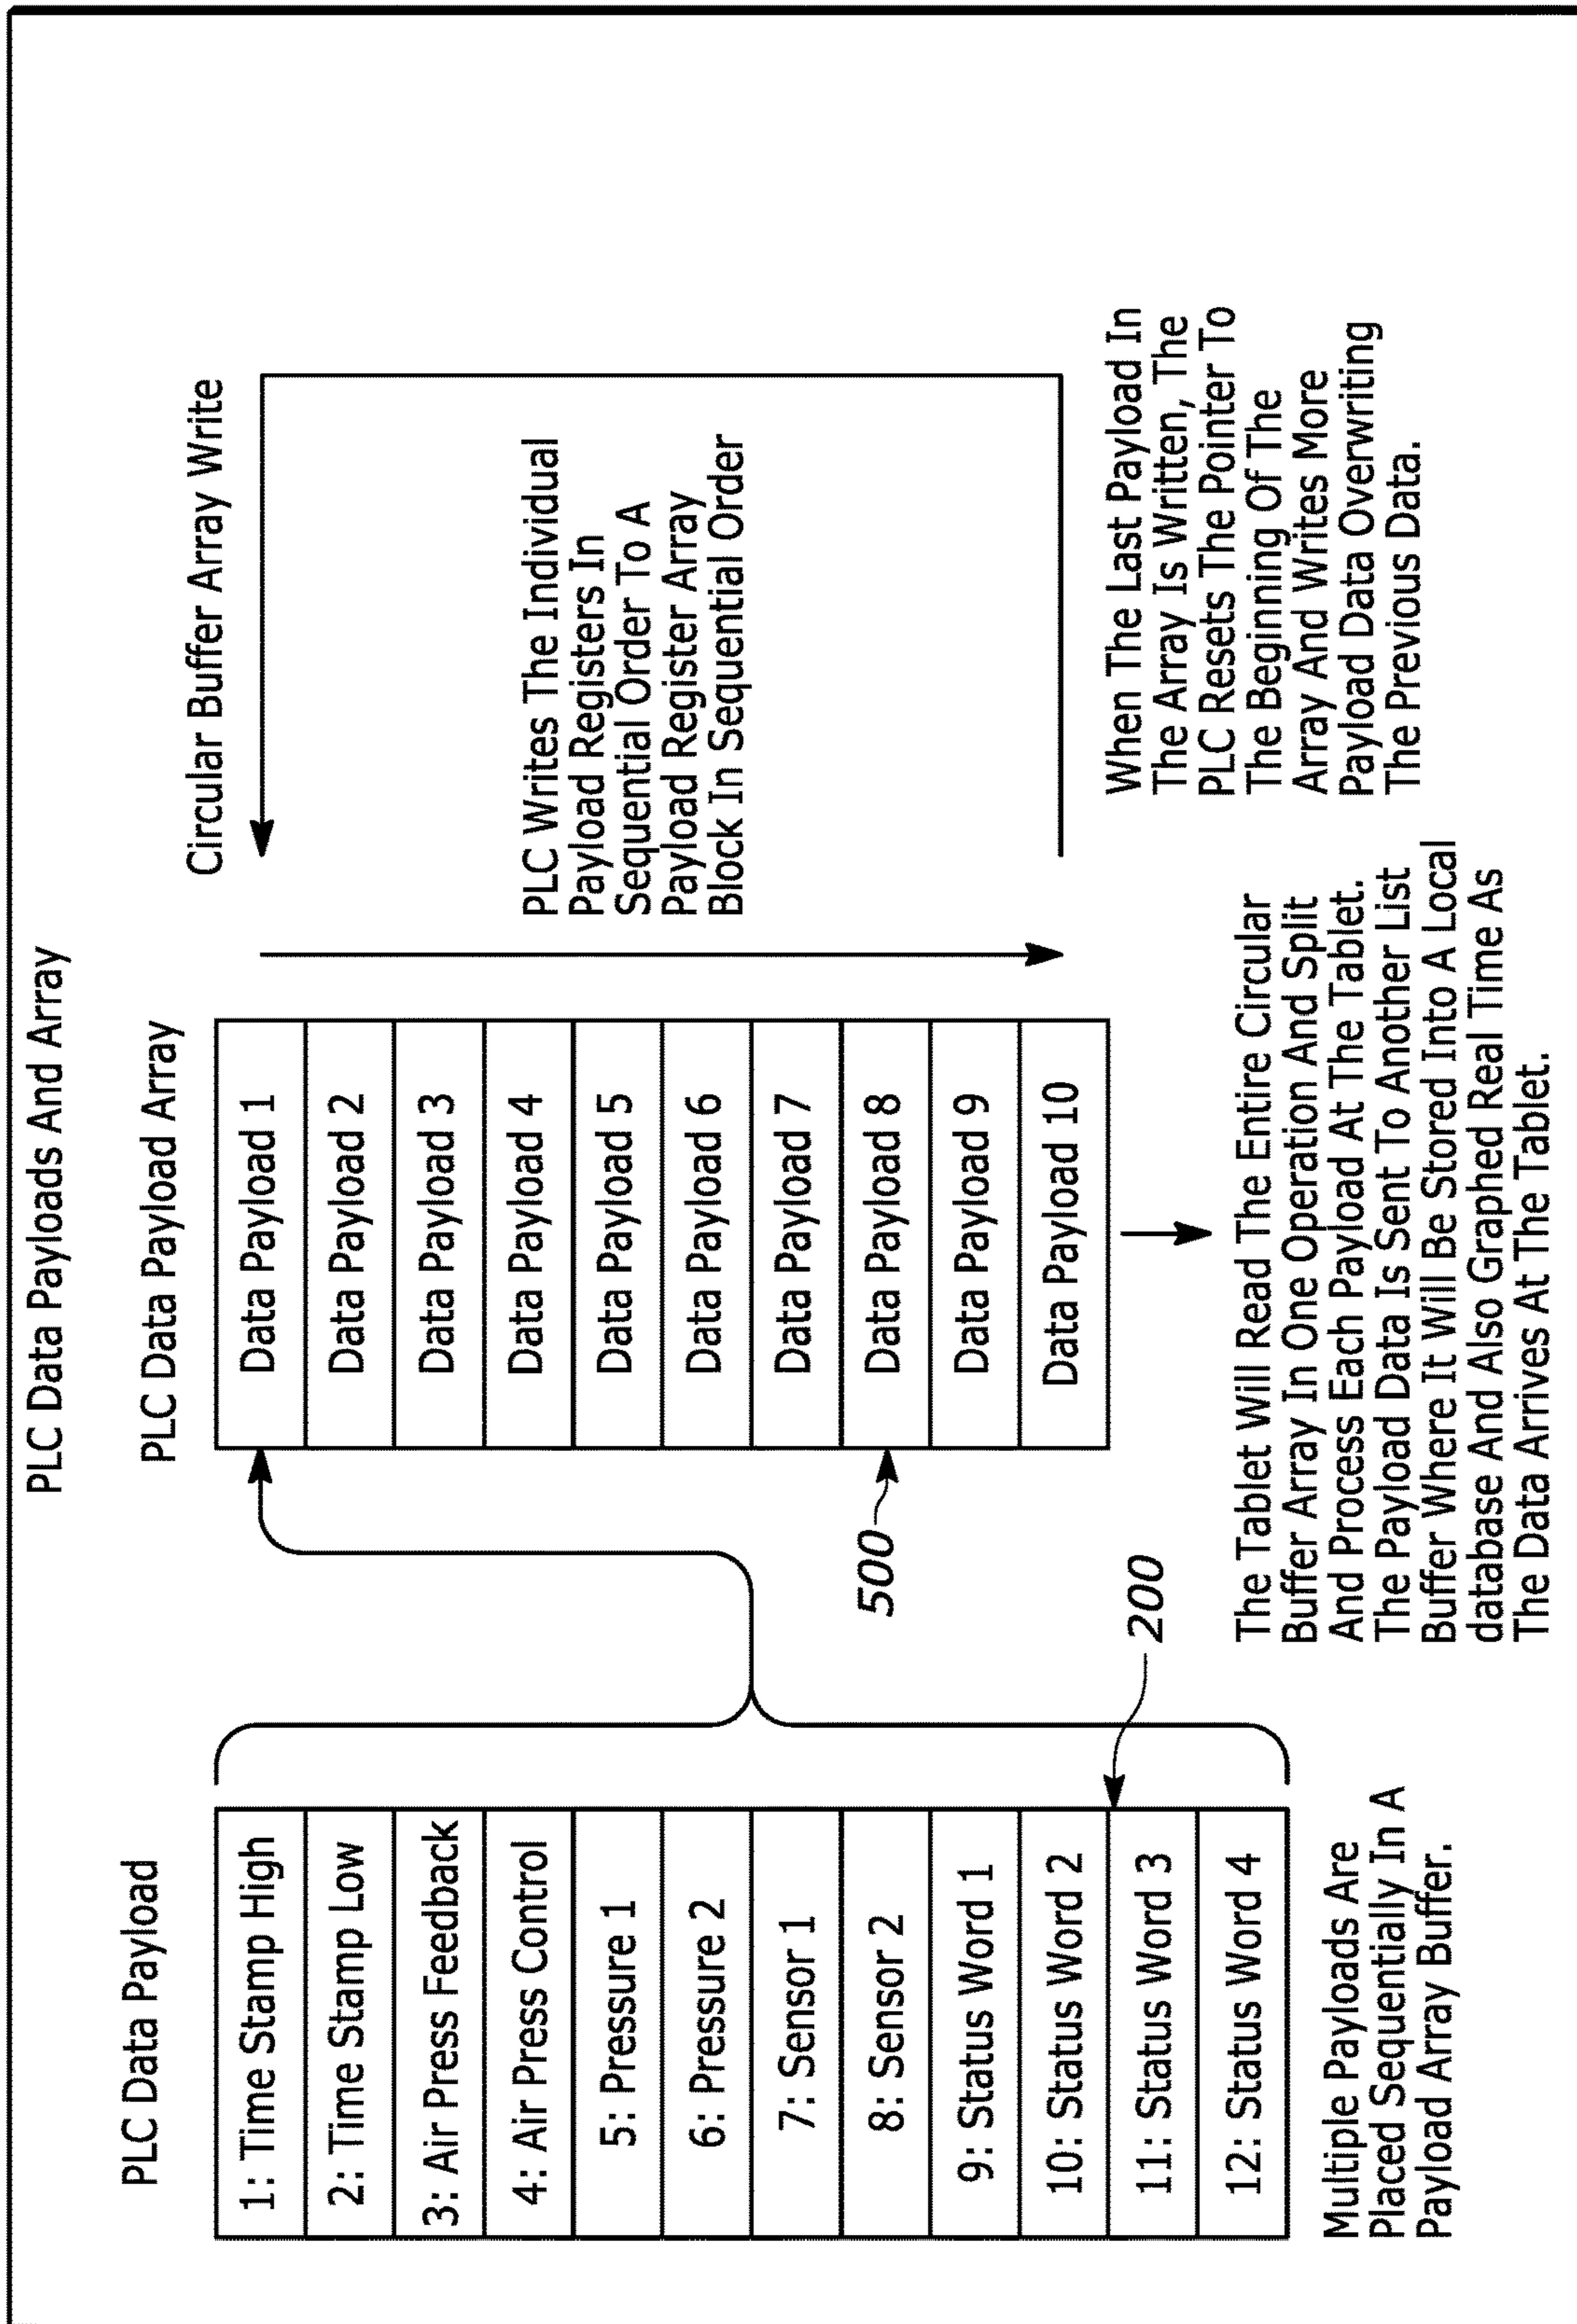 PLC Data Payloads And Array
PLC Data Payload
1: Time Stamp High
2: Time Stamp Low
3: Air Press Feedback
4: Air Press Control
5: Pressure 1
6: Pressure 2
7: Sensor 1
8: Sensor 2
9: Status Word 1
10: Status Word 2
11: Status Word 3
12: Status Word 4
Multiple Payloads Are
Placed Sequentially In A
Payload Array Buffer.
200
PLC Data Payload Array
Data Payload 1
Data Payload 2
Data Payload 3
Data Payload 4
Data Payload 5
Data Payload 6
Data Payload 7
Data Payload 8
Data Payload 9
Data Payload 10
500
The Tablet Will Read The Entire Circular
Buffer Array In One Operation And Split
And Process Each Payload At The Tablet.
The Payload Data Is Sent To Another List
Buffer Where It Will Be Stored Into A Local
database And Also Graphed Real Time As
The Data Arrives At The Tablet.
Circular Buffer Array Write
PLC Writes The Individual
Payload Registers In
Sequential Order To A
Payload Register Array
Block In Sequential Order
When The Last Payload In
The Array Is Written, The
PLC Resets The Pointer To
The Beginning Of The
Array And Writes More
Payload Data Overwriting
The Previous Data.